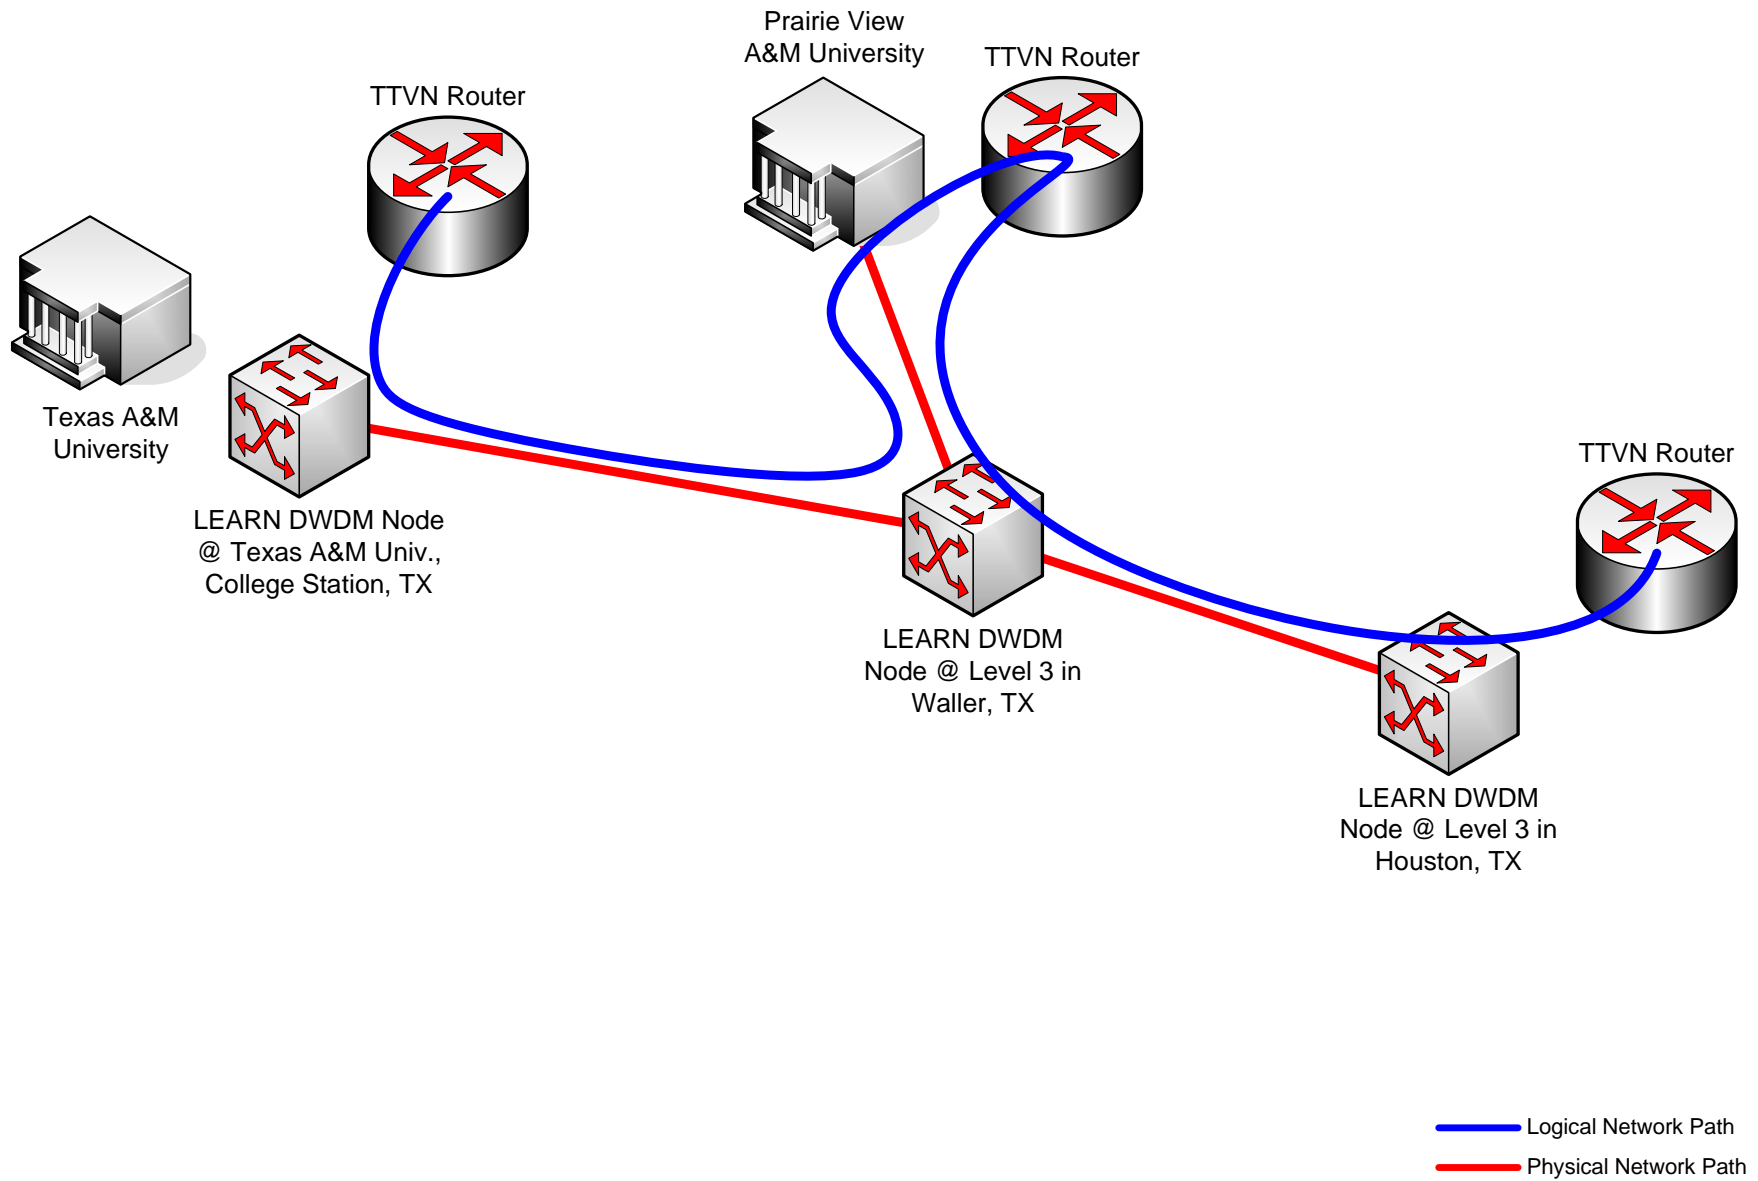 Prairie View
A&M University
TTVN Router
TTVN Router
Texas A&M
University
LEARN DWDM Node
@ Texas A&M Univ.,
College Station, TX
TTVN Router
LEARN DWDM
Node @ Level 3 in
Waller, TX
LEARN DWDM
Node @ Level 3 in
Houston, TX
Logical Network Path
Physical Network Path